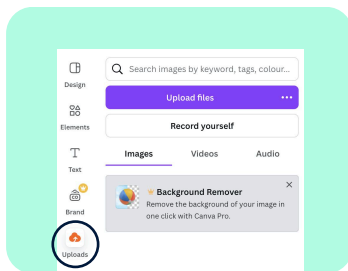 Design
Elements
Text
Brand
Uploads
Search images by keyword, tags, colour...
Upload files
Record yourself
Images Videos Audio
Background Remover
Remove the background of your image in
one click with Canva Pro.